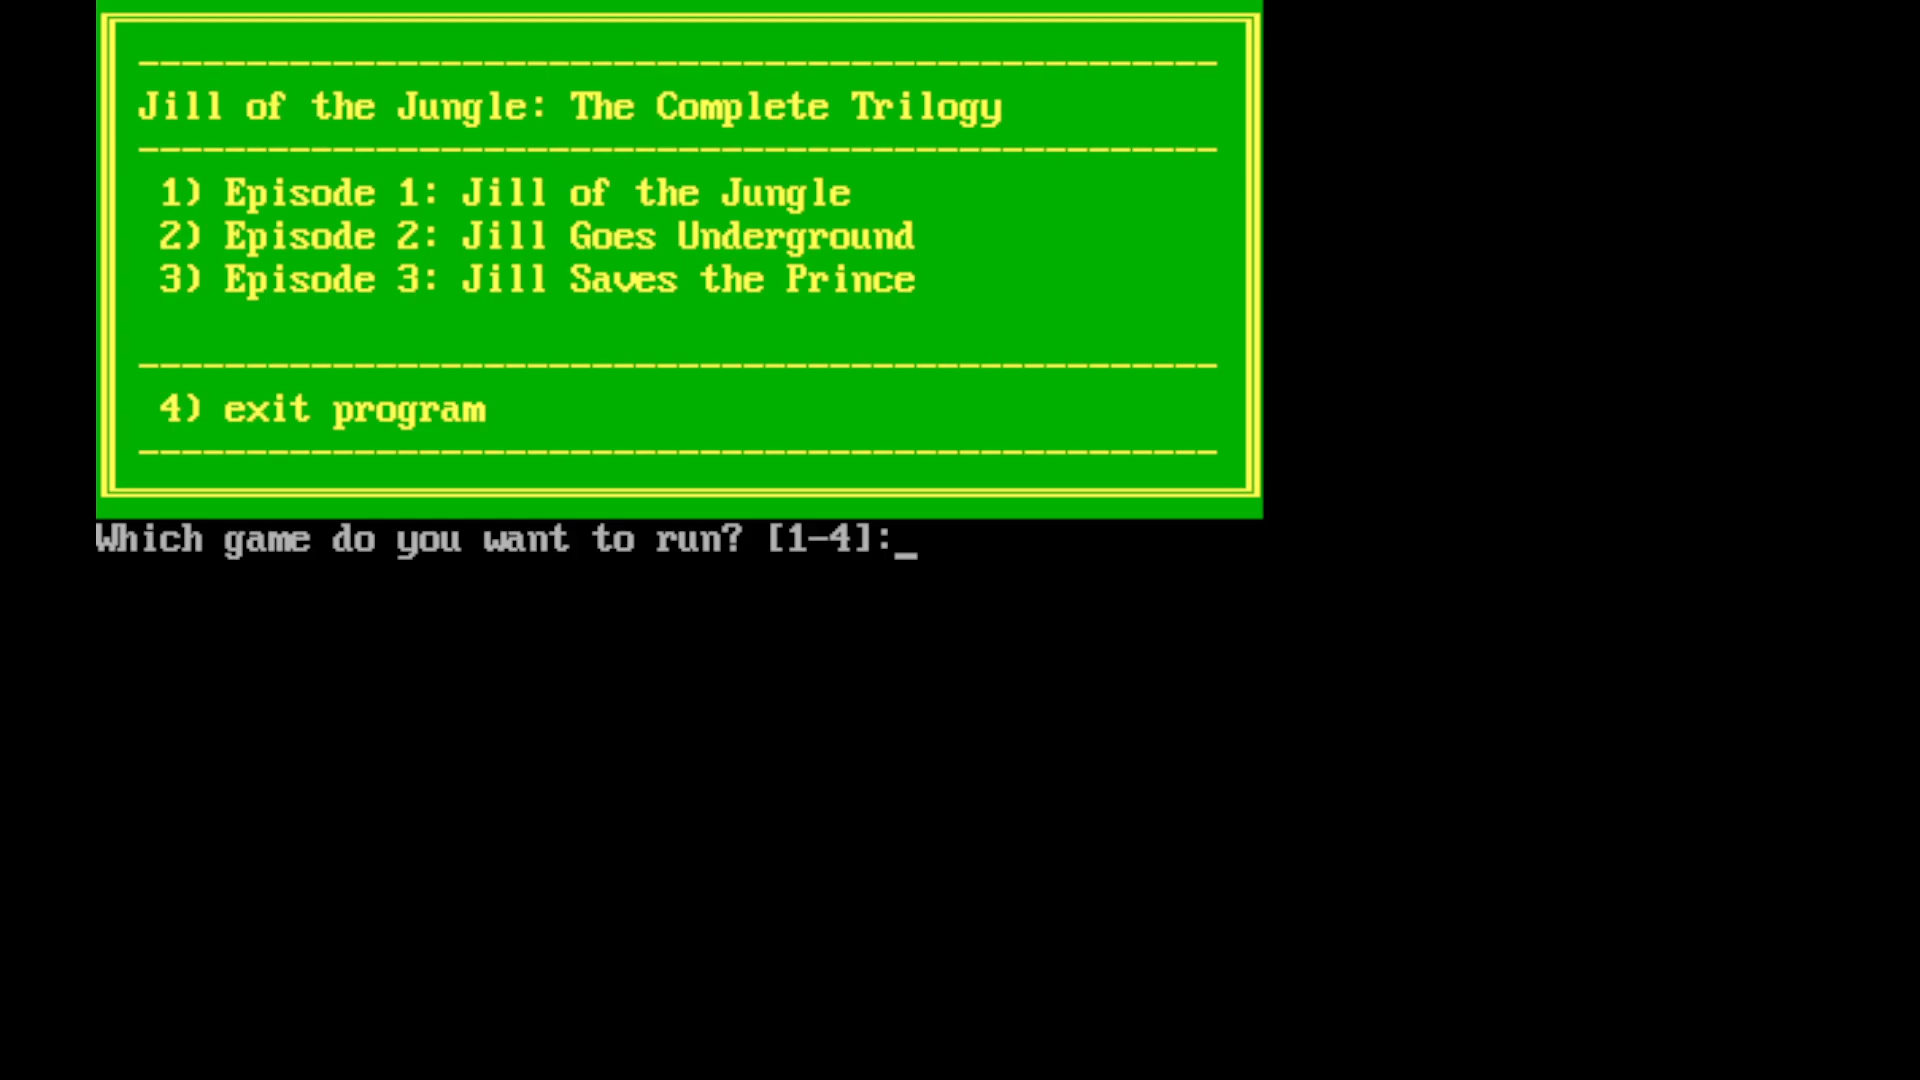 Jill of the Jungle: The Complete Trilogy
1) Episode 1: Jill of the Jungle
2) Episode 2: Jill Goes Underground
3) Episode 3: Jill Saves the Prince
4) exit program
Which game do you want to run? [1-4]:_